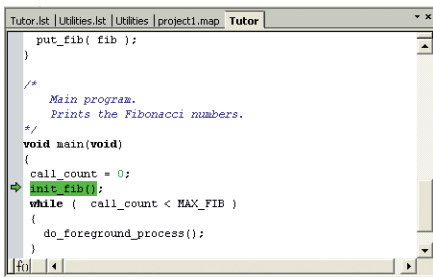 Tutor.lst | Utilities.lst | Utilities | project1.map | Tutor
put_fib( fib );
}
/*
Main program.
Prints the Fibonacci numbers.
*/
void main(void)
{
call_count = 0;
init_fib();
while ( call_count < MAX_FIB )
{
do_foreground_process();
}
f()